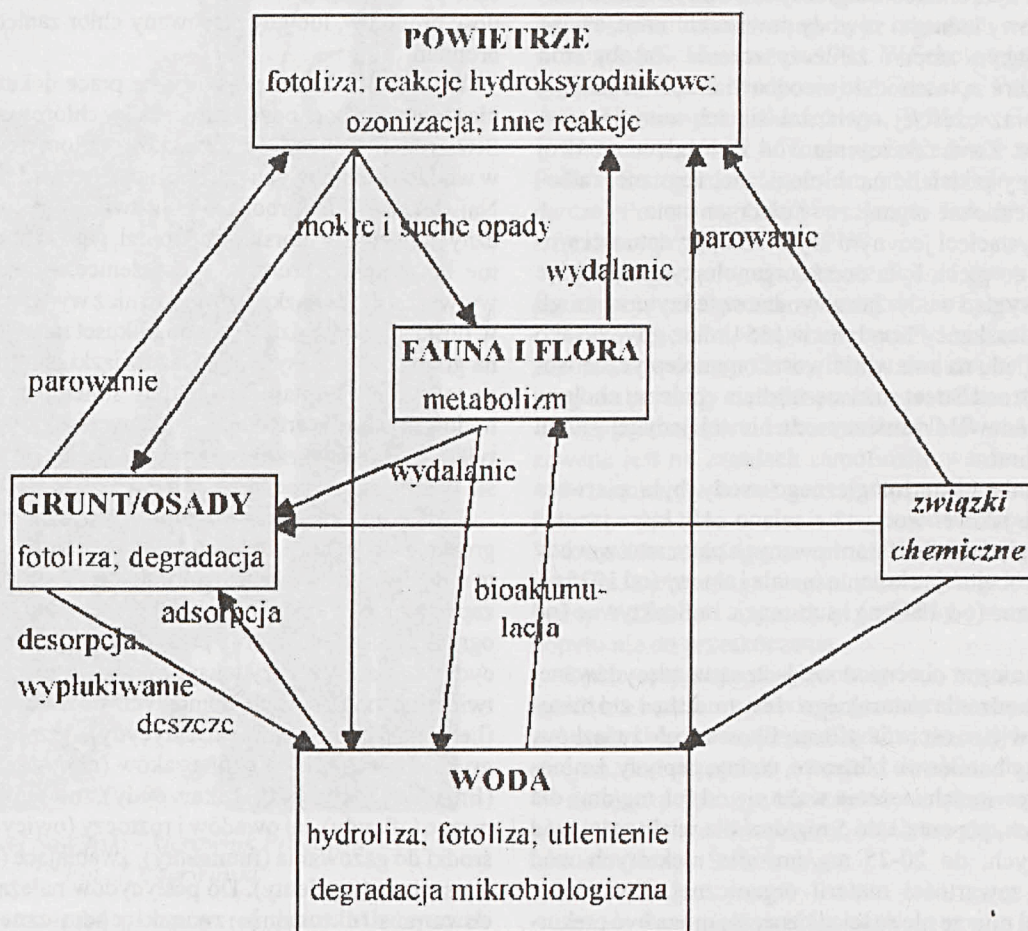 POWIETRZE
fotoliza; reakcje hydroksyrodnikowe;
ozonizacja; inne reakcje
mokre i suche opady
parowanie
wydalanie
FAUNA I FLORA
metabolizm
parowanie
wydalanie
GRUNT/OSADY
fotoliza; degradacja
związki
chemiczne
bioakumu-
lacja
adsorpcja
desorpcja
wypłukiwanie
deszcze
WODA
hydroliza; fotoliza; utlenienie
degradacja mikrobiologiczna